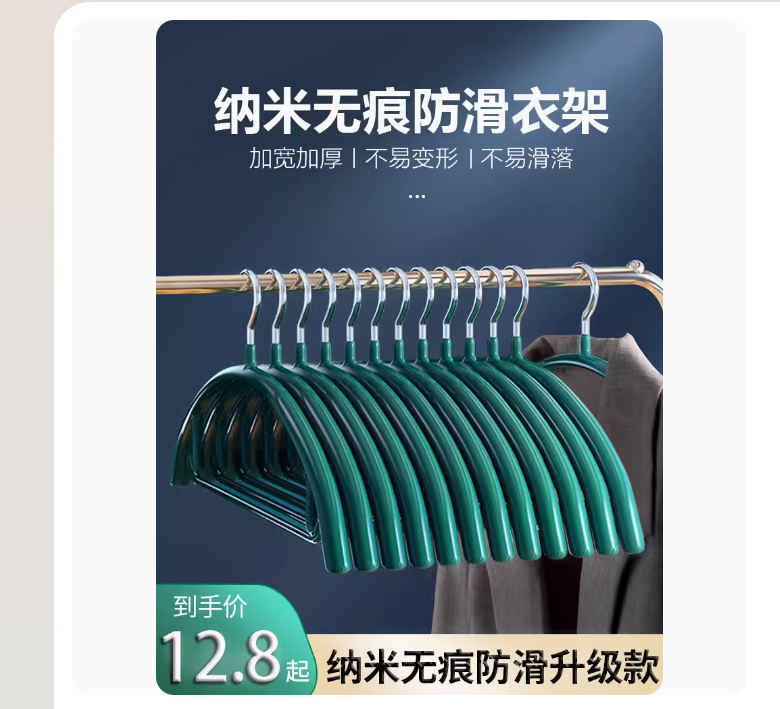 纳米无痕防滑衣架
加宽加厚 | 不易变形 | 不易滑落
...
到手价
12.8起
纳米无痕防滑升级款